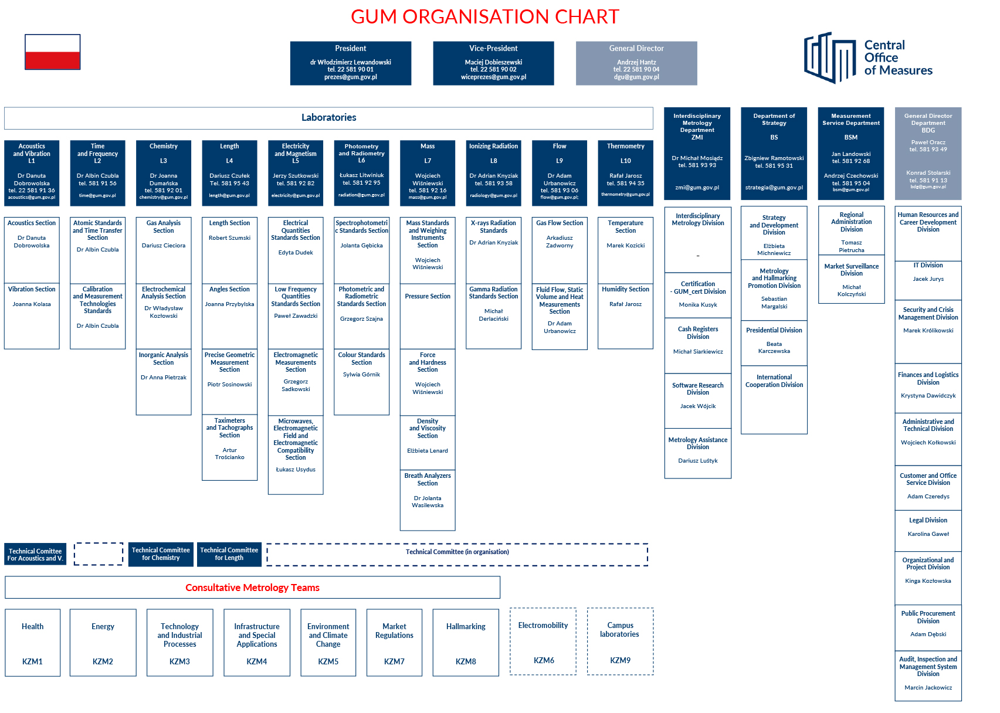 GUM ORGANISATION CHART
President
dr Włodzimierz Lewandowski
tel. 22 581 90 01
prezes@gum.gov.pl
Vice-President
Maciej Dobieszewski
tel. 22 581 90 02
wiceprezes@gum.gov.pl
General Director
Andrzej Hantz
tel. 22 581 90 04
dgu@gum.gov.pl
Central
Office
of Measures
Laboratories
Acoustics
and Vibration
L1
Dr Danuta
Dobrowolska
tel. 22 581 91 36
acoustics@gum.gov.pl
Time
and Frequency
L2
Dr Albin Czubla
tel. 581 91 56
time@gum.gov.pl
Chemistry
L3
Dr Joanna
Dumańska
tel. 581 92 01
chemistry@gum.gov.pl
Length
L4
Dariusz Czułek
Tel. 581 95 43
length@gum.gov.pl
Electricity
and Magnetism
L5
Jerzy Szutkowski
tel. 581 92 82
electricity@gum.gov.pl
Photometry
and Radiometry
L6
Łukasz Litwiniuk
tel. 581 92 95
radiation@gum.gov.pl
Mass
L7
Wojciech
Wiśniewski
tel. 581 92 16
mass@gum.gov.pl
Ionizing Radiation
L8
Dr Adrian Knyziak
tel. 581 93 58
radiology@gum.gov.pl
Flow
L9
Dr Adam
Urbanowicz
tel. 581 93 06
flow@gum.gov.pl;
Thermometry
L10
Rafał Jarosz
tel. 581 94 35
thermometry@gum.gov.pl
Interdisciplinary
Metrology
Department
ZMI
Dr Michał Mosiądz
tel. 581 93 93
zmi@gum.gov.pl
Department of
Strategy
BS
Zbigniew Ramotowski
tel. 581 95 31
strategia@gum.gov.pl
Measurement
Service Department
BSM
Jan Landowski
tel. 581 92 68
Andrzej Czechowski
tel. 581 95 04
bsm@gum.gov.pl
General Director
Department
BDG
Paweł Oracz
tel. 581 93 49
Konrad Stolarski
tel. 581 91 13
bdg@gum.gov.pl
Acoustics Section
Dr Danuta
Dobrowolska
Vibration Section
Joanna Kolasa
Atomic Standards
and Time Transfer
Section
Dr Albin Czubla
Calibration
and Measurement
Technologies
Standards
Dr Albin Czubla
Gas Analysis
Section
Dariusz Cieciora
Electrochemical
Analysis Section
Dr Władysław
Kozłowski
Inorganic Analysis
Section
Dr Anna Pietrzak
Length Section
Robert Szumski
Angles Section
Joanna Przybylska
Precise Geometric
Measurement
Section
Piotr Sosinowski
Taximeters
and Tachographs
Section
Artur
Trościanko
Electrical
Quantities
Standards Section
Edyta Dudek
Low Frequency
Quantities
Standards Section
Paweł Zawadzki
Electromagnetic
Measurements
Section
Grzegorz
Sadkowski
Microwaves,
Electromagnetic
Field and
Electromagnetic
Compatibility
Section
Łukasz Usydus
Spectrophotometri
c Standards Section
Jolanta Gębicka
Photometric and
Radiometric
Standards Section
Grzegorz Szajna
Colour Standards
Section
Sylwia Górnik
Mass Standards
and Weighing
Instruments
Section
Wojciech
Wiśniewski
Pressure Section
Force
and Hardness
Section
Wojciech
Wiśniewski
Density
and Viscosity
Section
Elżbieta Lenard
Breath Analyzers
Section
Dr Jolanta
Wasilewska
X-rays Radiation
Standards
Dr Adrian Knyziak
Gamma Radiation
Standards Section
Michał
Derlaciński
Gas Flow Section
Arkadiusz
Zadworny
Fluid Flow, Static
Volume and Heat
Measurements
Section
Dr Adam
Urbanowicz
Temperature
Section
Marek Kozicki
Humidity Section
Rafał Jarosz
Interdisciplinary
Metrology Division
–
Certification
- GUM_cert Division
Monika Kusyk
Cash Registers
Division
Michał Siarkiewicz
Software Research
Division
Jacek Wójcik
Metrology Assistance
Division
Dariusz Luśtyk
Strategy
and Development
Division
Elżbieta
Michniewicz
Metrology
and Hallmarking
Promotion Division
Sebastian
Margalski
Presidential Division
Beata
Karczewska
International
Cooperation Division
Regional
Administration
Division
Tomasz
Pietrucha
Market Surveillance
Division
Michał
Kolczyński
Human Resources and
Career Development
Division
IT Division
Jacek Jurys
Security and Crisis
Management Division
Marek Królikowski
Finances and Logistics
Division
Krystyna Dawidczyk
Administrative and
Technical Division
Wojciech Kołkowski
Customer and Office
Service Division
Adam Czeredys
Legal Division
Karolina Gaweł
Organizational and
Project Division
Kinga Kozłowska
Public Procurement
Division
Adam Dębski
Audit, Inspection and
Management System
Division
Marcin Jackowicz
Technical Comittee
For Acoustics and V.
Technical Committee
for Chemistry
Technical Committee
for Length
Technical Committee (in organisation)
Consultative Metrology Teams
Health
KZM1
Energy
KZM2
Technology
and Industrial
Processes
KZM3
Infrastructure
and Special
Applications
KZM4
Environment
and Climate
Change
KZM5
Market
Regulations
KZM7
Hallmarking
KZM8
Electromobility
KZM6
Campus
laboratories
KZM9